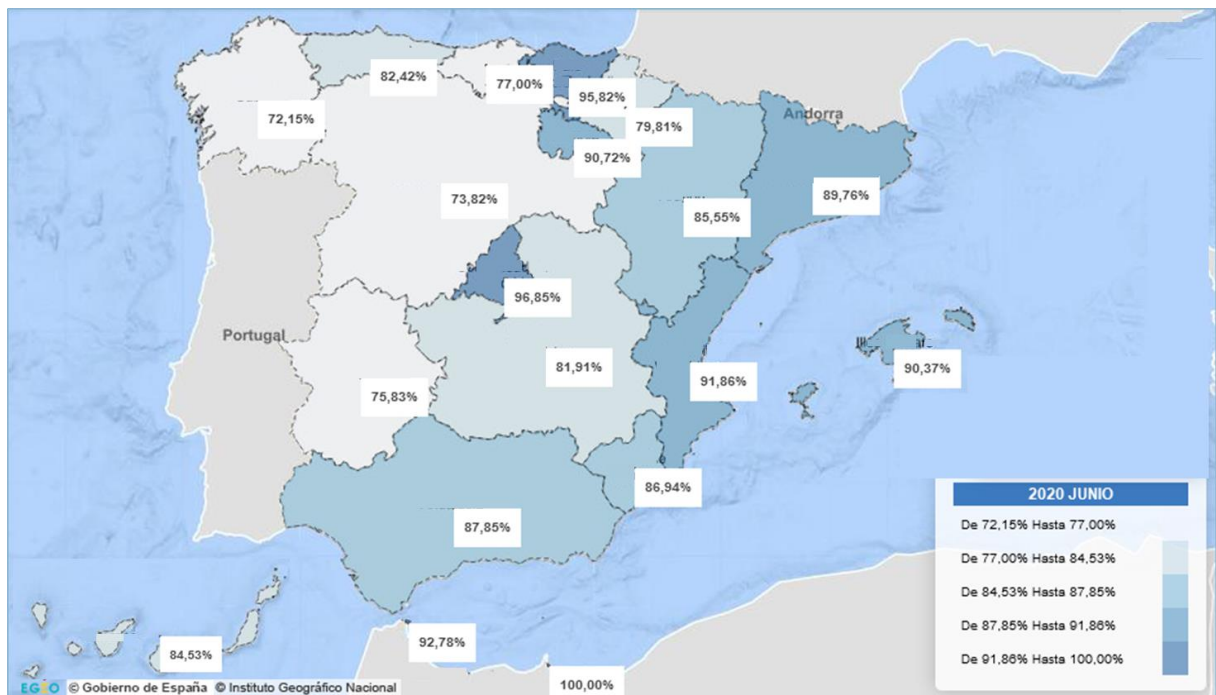 82,42%
77,00%
95,82%
72,15%
79,81%
Andorra
90,72%
73,82%
85,55%
89,76%
96,85%
Portugal
81,91%
91,86%
90,37%
75,83%
86,94%
87,85%
92,78%
84,53%
100,00%
2020 JUNIO
De 72,15% Hasta 77,00%
De 77,00% Hasta 84,53%
De 84,53% Hasta 87,85%
De 87,85% Hasta 91,86%
De 91,86% Hasta 100,00%
© Gobierno de España © Instituto Geográfico Nacional